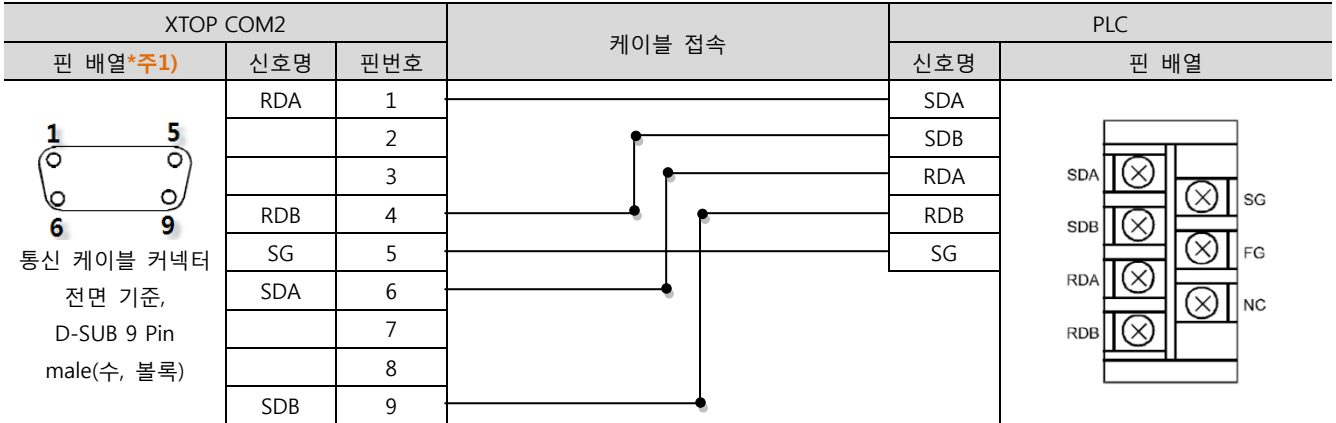 XTOP COM2 케이블 접속 PLC
핀 배열*주1) 신호명 핀번호 신호명 핀 배열
RDA 1 SDA
2 SDB
3 RDA
RDB 4 RDB
SG 5 SG
SDA 6
7
8
SDB 9
1 5
6 9
통신 케이블 커넥터
전면 기준,
D-SUB 9 Pin
male(수, 볼록)
SDA
SG
SDB
FG
RDA
NC
RDB